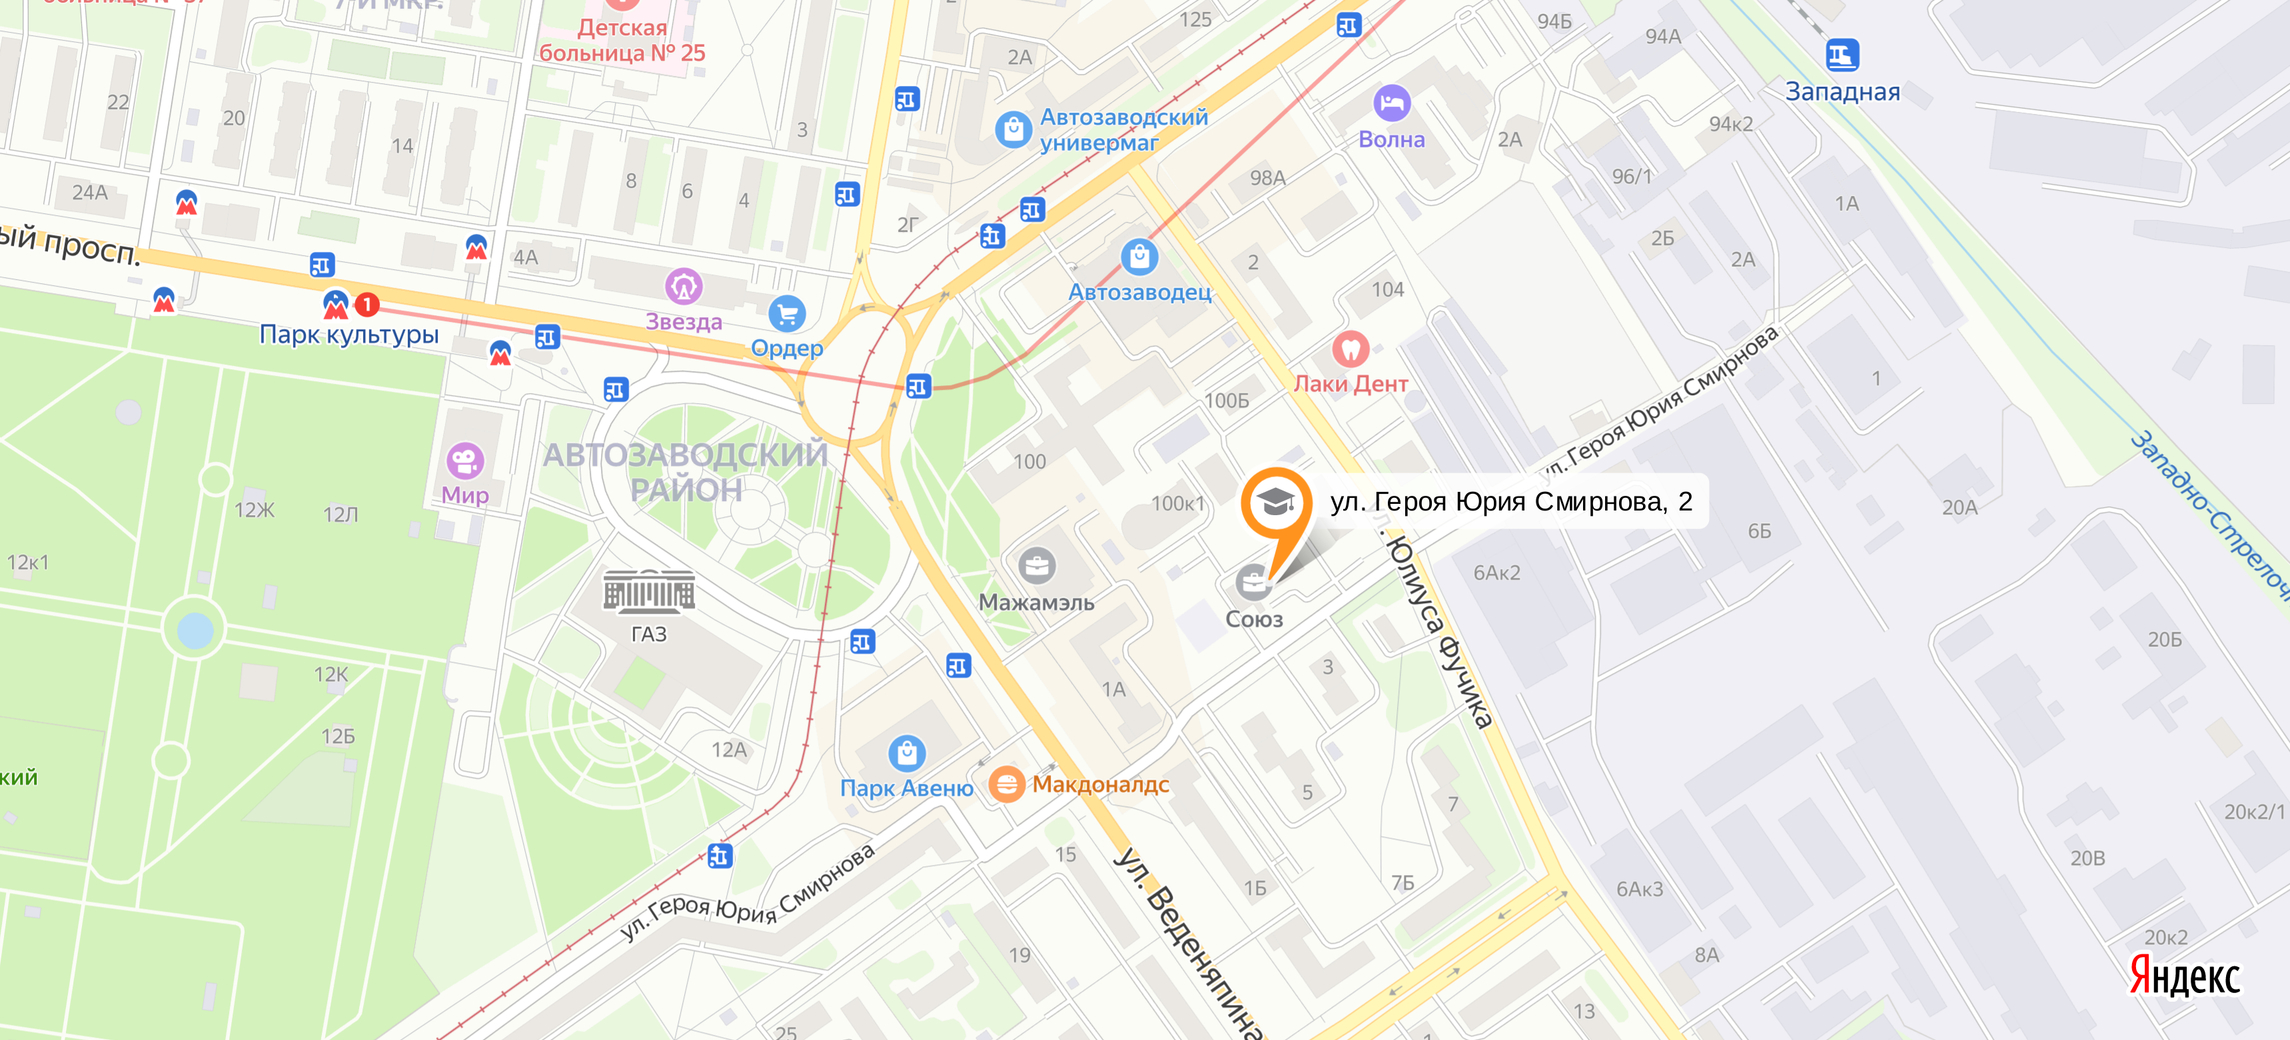 Детская
больница № 25
125
94Б
94А
2А
Западная
22
20
14
3
Автозаводский
универмаг
Волна
2А
94к2
24А
8
6
4
2Г
98А
96/1
1А
ый просп.
4А
Звезда
Ордер
1
Парк культуры
Автозаводец
2
104
2Б
2А
Лаки Дент
100Б
1
ул. Героя Юрия Смирнова
Западно-Стрелоч
АВТОЗАВОДСКИЙ
РАЙОН
Мир
12Ж
12Л
100
100к1
ул. Героя Юрия Смирнова, 2
20А
6Б
6Ак2
12к1
ГАЗ
Мажамэль
Союз
Юлиуса Фучика
20Б
12К
12Б
12А
1А
3
кий
Парк Авеню
Макдоналдс
5
7
20к2/1
20В
ул. Героя Юрия Смирнова
15
ул. Веденяпина
1Б
7Б
6Ак3
19
8А
20к2
Яндекс
25
13